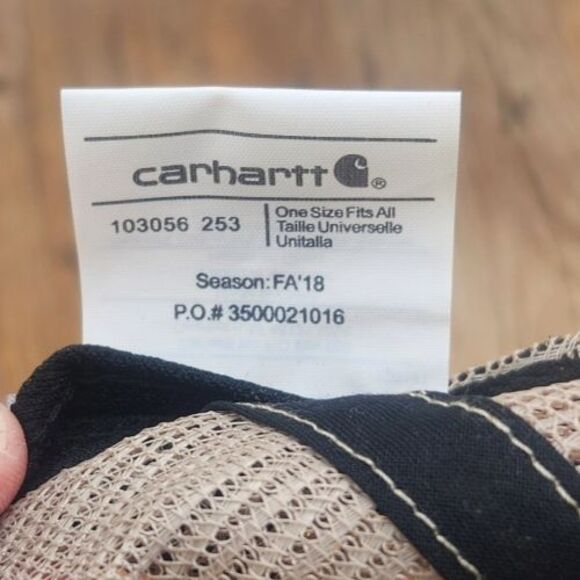 carhartt ®
103056 253
One Size Fits All
Taille Universelle
Unitalla
Season: FA'18
P.O.# 3500021016